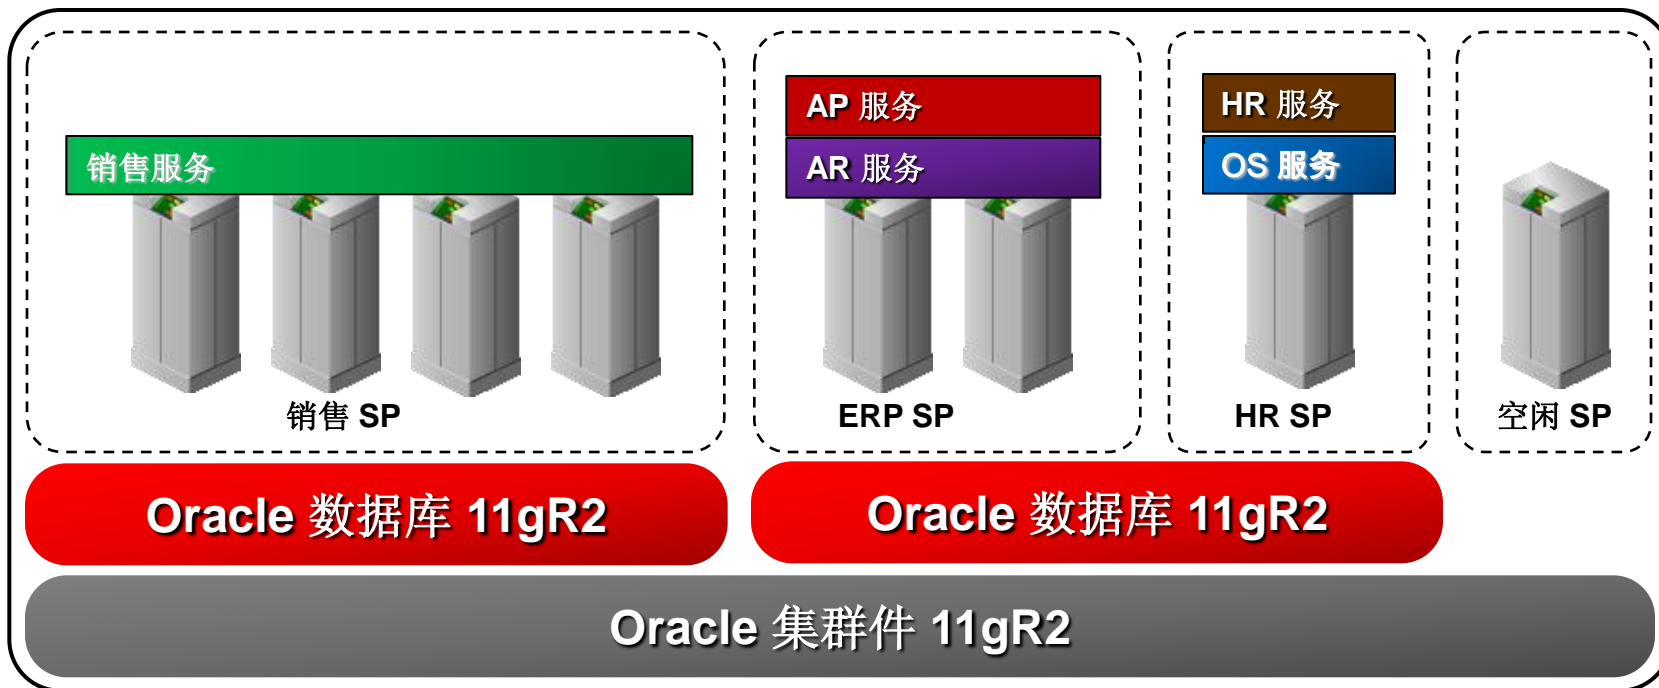 销售服务
AP 服务
AR 服务
HR 服务
OS 服务
销售 SP
ERP SP
HR SP
空闲 SP
Oracle 数据库 11gR2
Oracle 数据库 11gR2
Oracle 集群件 11gR2